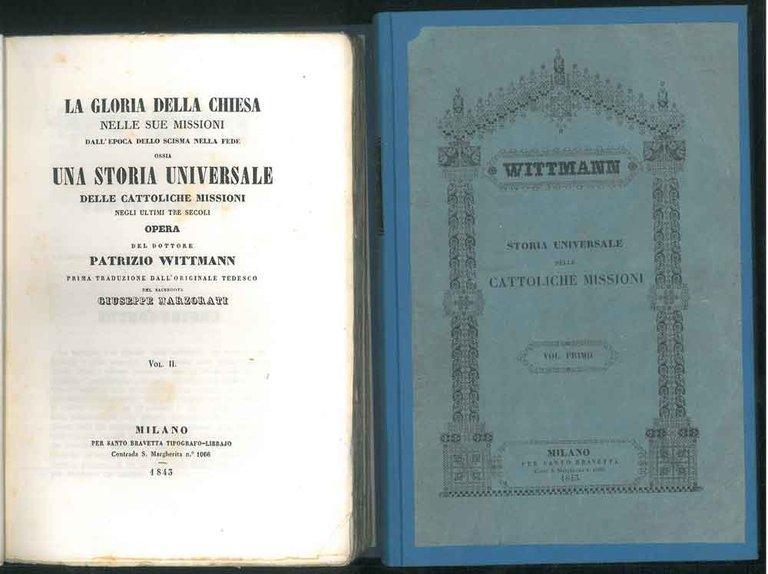 LA GLORIA DELLA CHIESA
NELLE SUE MISSIONI
DALL'EPOCA DELLO SCISMA NELLA FEDE
OSSIA
UNA STORIA UNIVERSALE
DELLE CATTOLICHE MISSIONI
NEGLI ULTIMI TRE SECOLI
OPERA
DEL DOTTORE
PATRIZIO WITTMANN
PRIMA TRADUZIONE DALL'ORIGINALE TEDESCO
DEL SACERDOTE
GIUSEPPE MARZORATI
VOL. II.
MILANO
PER SANTO BRAVETTA TIPOGRAFO-LIBRAJO
Contrada S. Margherita n.° 1066
1843
WITTMANN
STORIA UNIVERSALE
DELLE
CATTOLICHE MISSIONI
VOL. PRIMO
MILANO
PER SANTO BRAVETTA
S. Margherita
1843